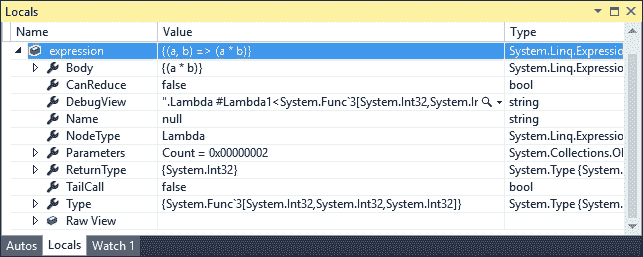 Locals
Name Value Type
expression {(a, b) => (a * b)} System.Linq.Expressio
Body {(a * b)} System.Linq.Expressio
CanReduce false bool
DebugView ".Lambda #Lambda1<System.Func`3[System.Int32,System.Ir string
Name null string
NodeType Lambda System.Linq.Expressio
Parameters Count = 0x00000002 System.Collections.Ol
ReturnType {System.Int32} System.Type {System.
TailCall false bool
Type {System.Func`3[System.Int32,System.Int32,System.Int32]} System.Type {System.
Raw View
Autos Locals Watch 1